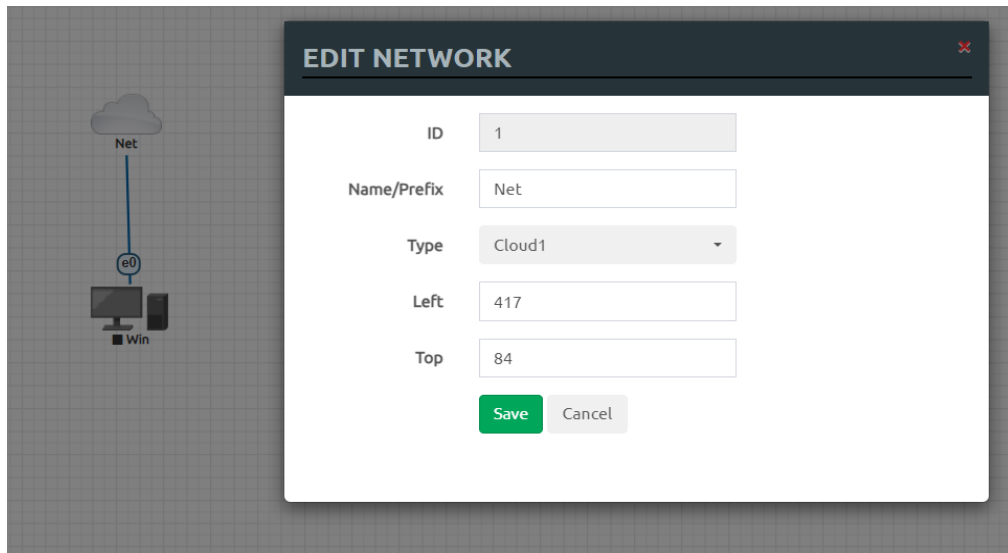 EDIT NETWORK
Net
e0
Win
ID
1
Name/Prefix
Net
Type
Cloud1
Left
417
Top
84
Save
Cancel